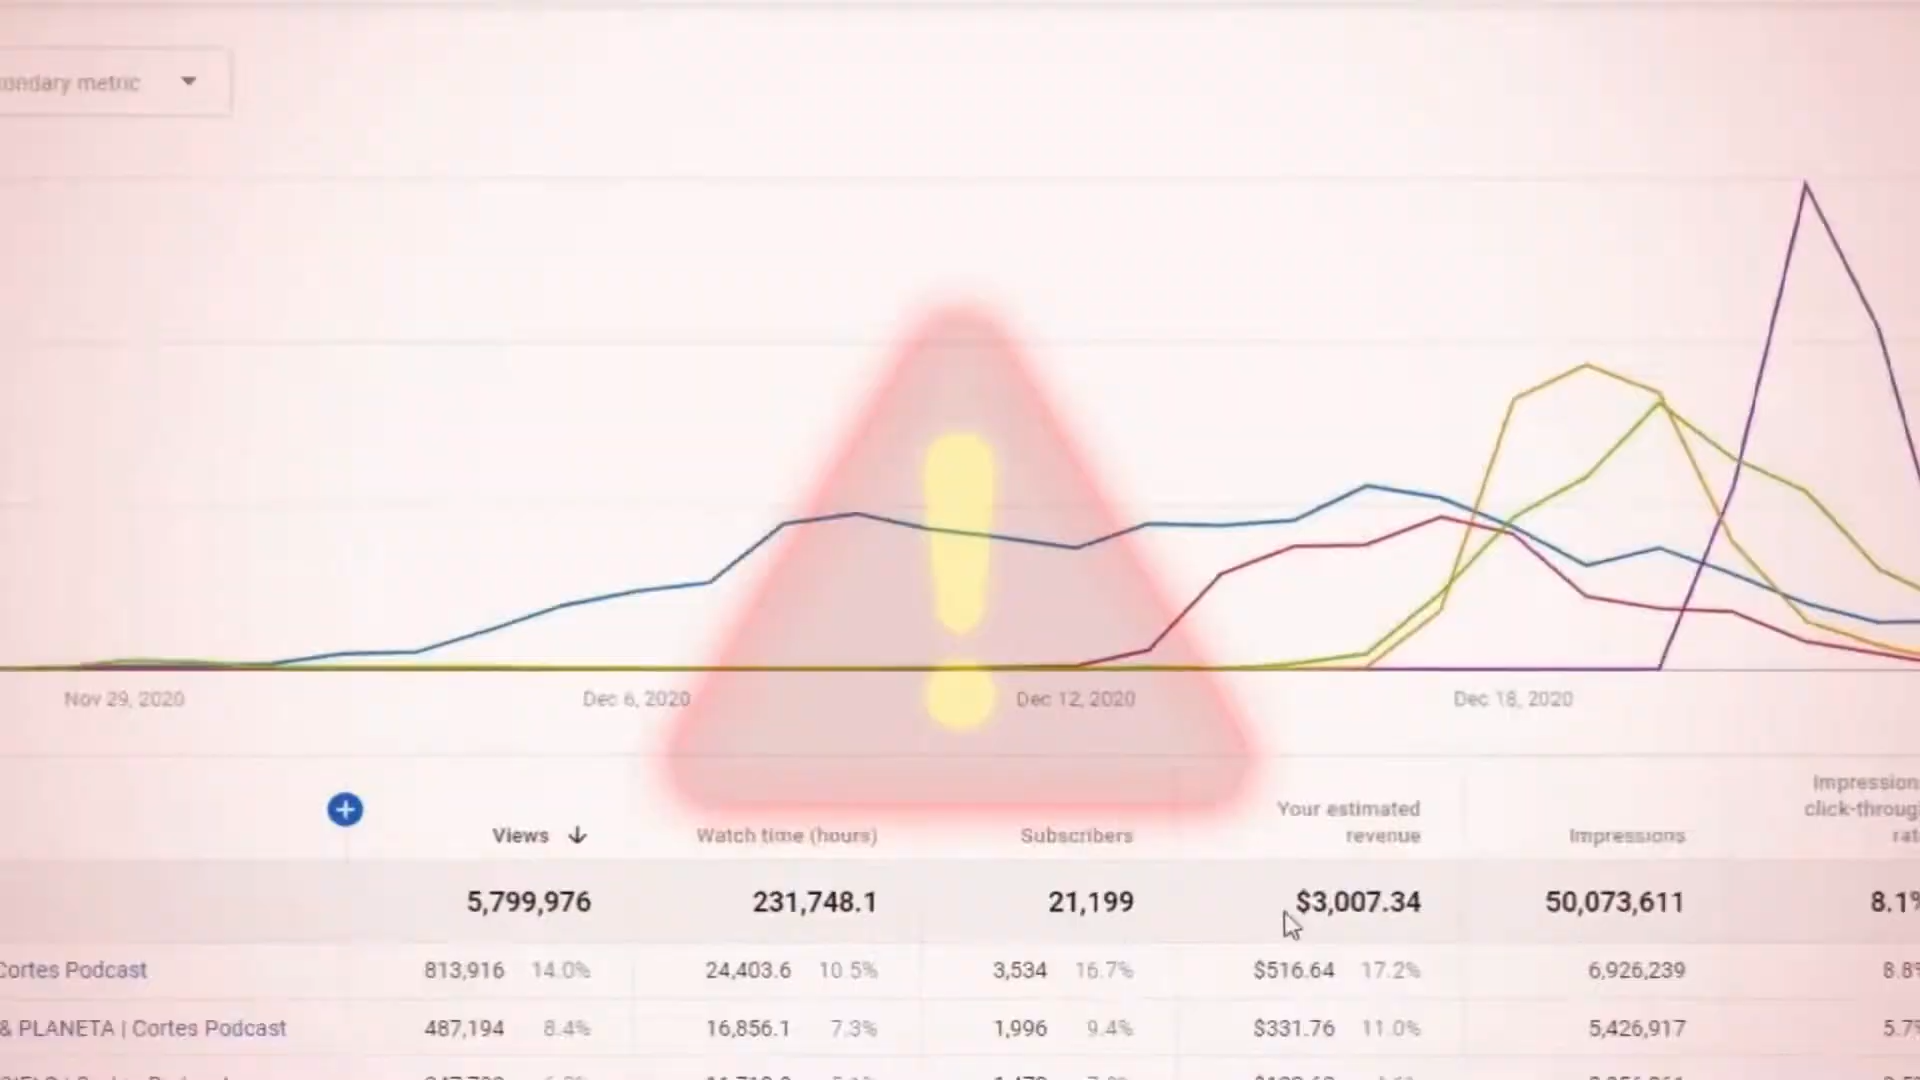 ondary metric
Nov 29, 2020 Dec 6, 2020 Dec 12, 2020 Dec 18, 2020
Impression
Your estimated click-throug
Views Watch time (hours) Subscribers revenue Impressions rat
5,799,976 231,748.1 21,199 $3,007.34 50,073,611 8.1%
Cortes Podcast 813,916 14.0% 24,403.6 10.5% 3,534 16.7% $516.64 17.2% 6,926,239 8.8%
& PLANETA | Cortes Podcast 487,194 8.4% 16,856.1 7.3% 1,996 9.4% $331.76 11.0% 5,426,917 5.7%